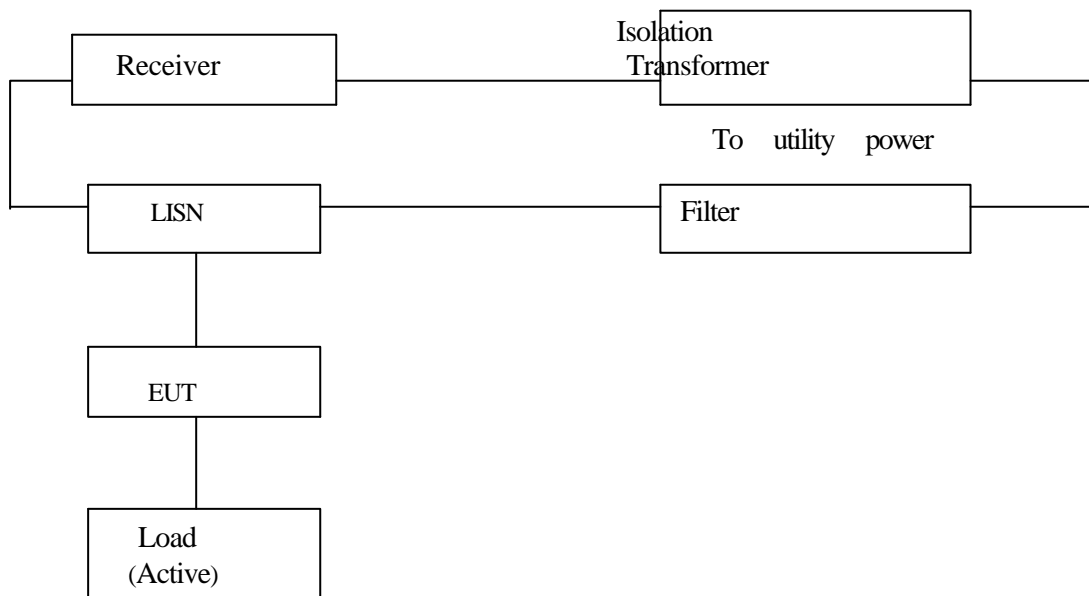 Receiver
Isolation
Transformer
To utility power
LISN
Filter
EUT
Load
(Active)